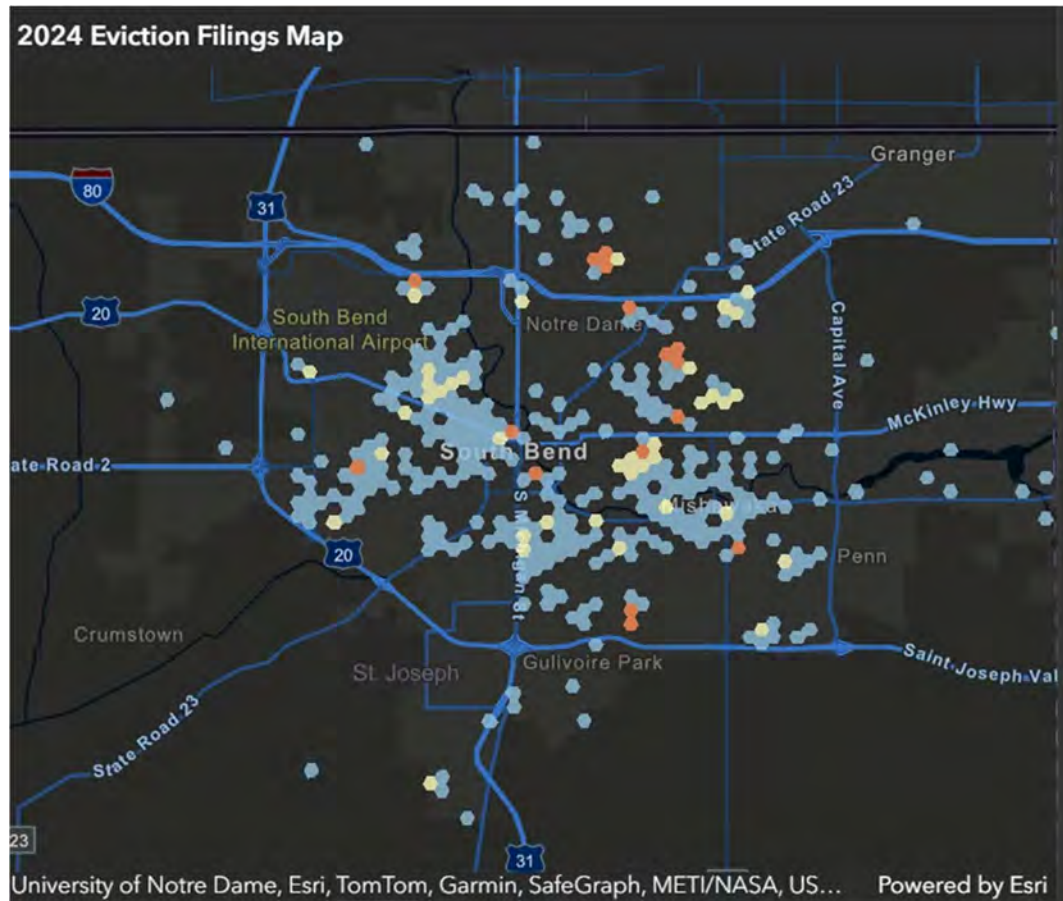 2024 Eviction Filings Map
Granger
80
31
State Road 23
20
South Bend
International Airport
Notre Dame
Capital Ave
McKinley Hwy
South Bend
ate Road 2
Mishawaka
S Michigan St
20
Penn
Crumstown
St. Joseph
Gulivoire Park
Saint Joseph Val
State Road 23
23
31
University of Notre Dame, Esri, TomTom, Garmin, SafeGraph, METI/NASA, US... Powered by Esri